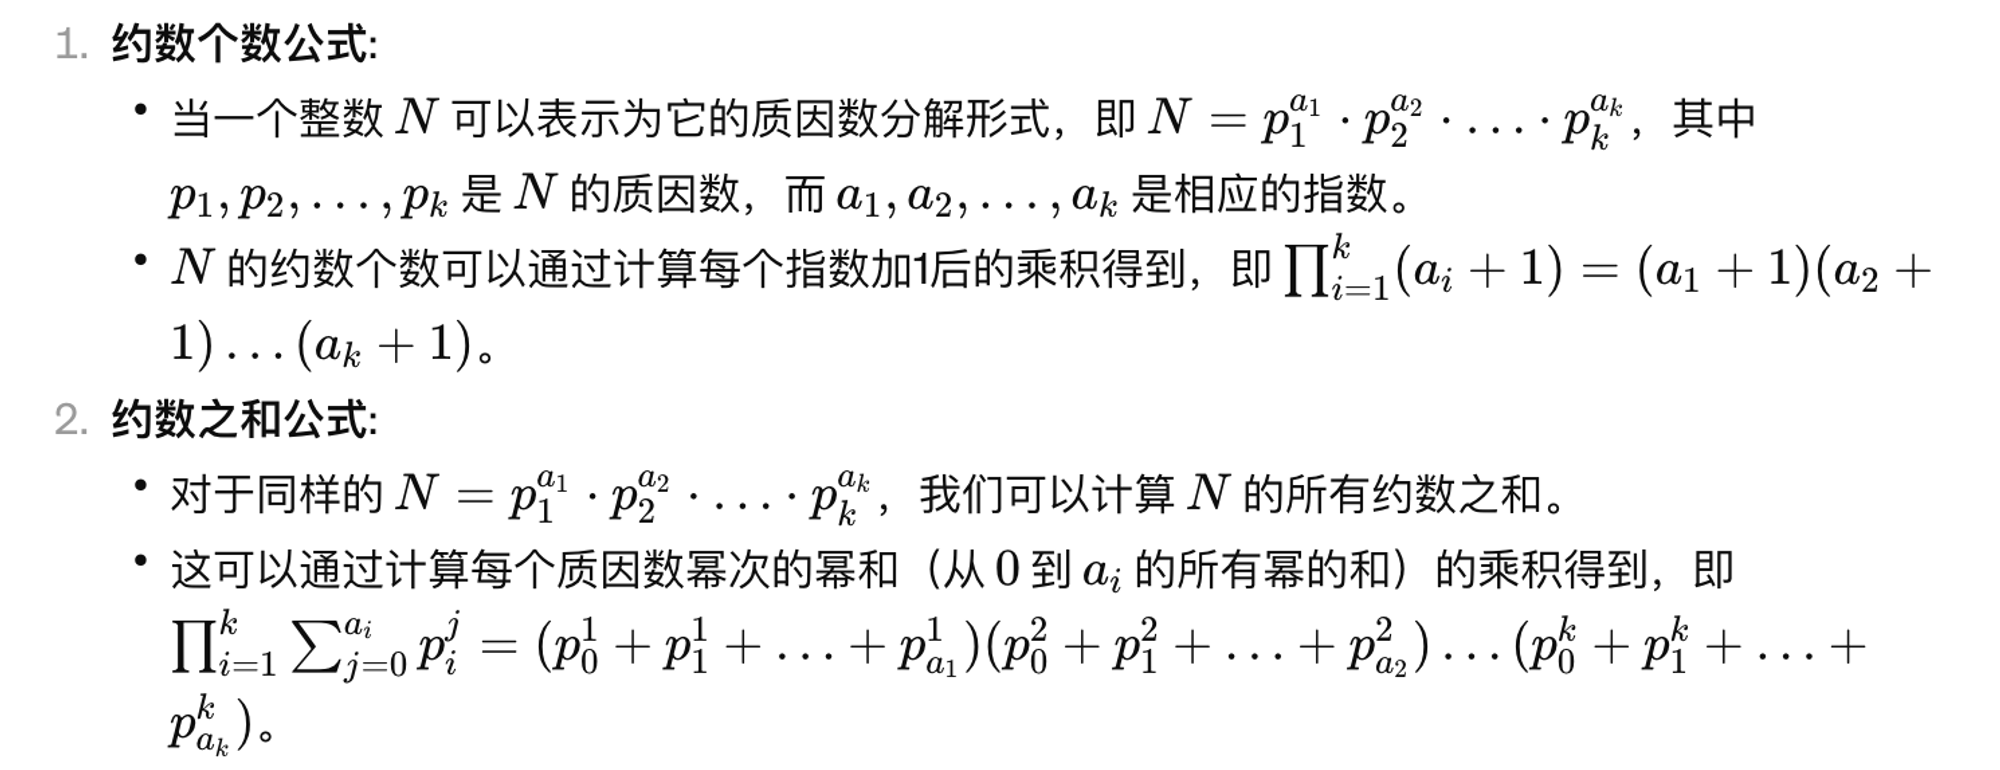 1. 约数个数公式:
• 当一个整数 $N$ 可以表示为它的质因数分解形式，即 $N = p_1^{a_1} \cdot p_2^{a_2} \cdot \ldots \cdot p_k^{a_k}$，其中
$p_1, p_2, \ldots, p_k$ 是 $N$ 的质因数，而 $a_1, a_2, \ldots, a_k$ 是相应的指数。
• $N$ 的约数个数可以通过计算每个指数加1后的乘积得到，即 $\prod_{i=1}^{k}(a_i + 1) = (a_1 + 1)(a_2 +$
$1) \ldots (a_k + 1)$。
2. 约数之和公式:
• 对于同样的 $N = p_1^{a_1} \cdot p_2^{a_2} \cdot \ldots \cdot p_k^{a_k}$，我们可以计算 $N$ 的所有约数之和。
• 这可以通过计算每个质因数幂次的幂和（从 $0$ 到 $a_i$ 的所有幂的和）的乘积得到，即
$\prod_{i=1}^{k} \sum_{j=0}^{a_i} p_i^j = (p_0^1 + p_1^1 + \ldots + p_{a_1}^1)(p_0^2 + p_1^2 + \ldots + p_{a_2}^2) \ldots (p_0^k + p_1^k + \ldots +$
$p_{a_k}^k)$。